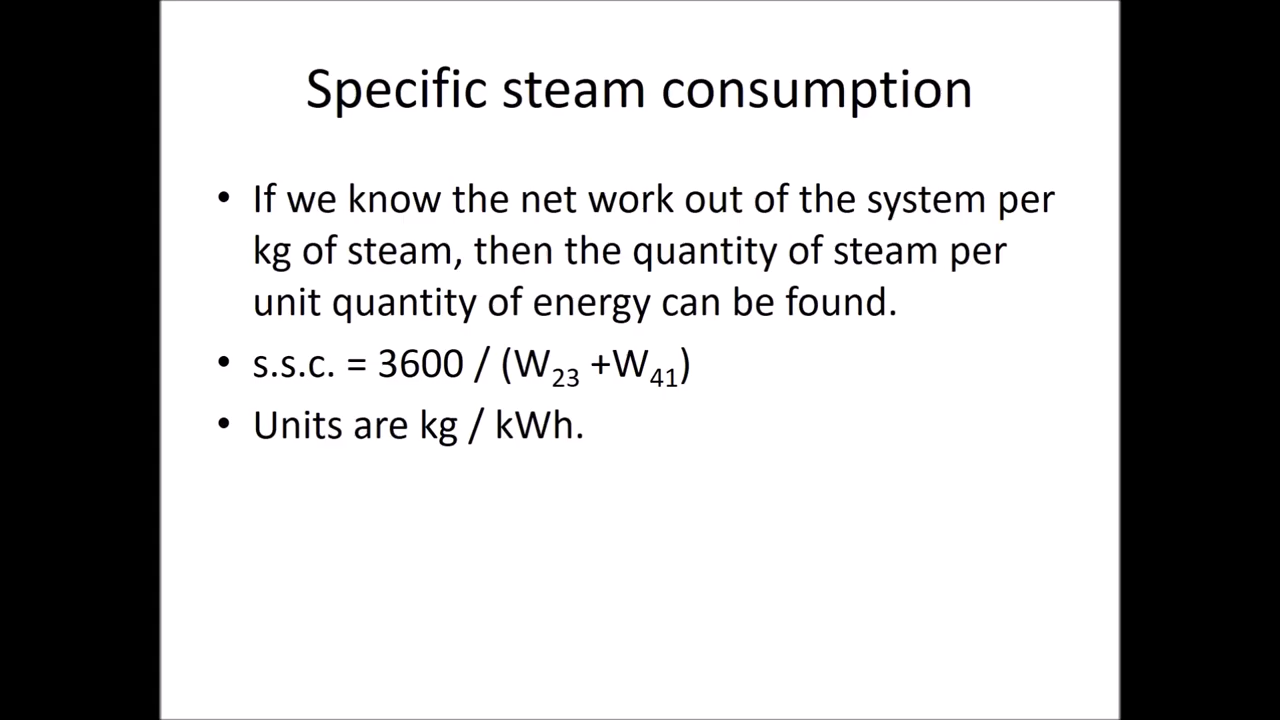 Specific steam consumption
• If we know the net work out of the system per
kg of steam, then the quantity of steam per
unit quantity of energy can be found.
• s.s.c. = 3600 / (W₂₃ +W₄₁)
• Units are kg / kWh.